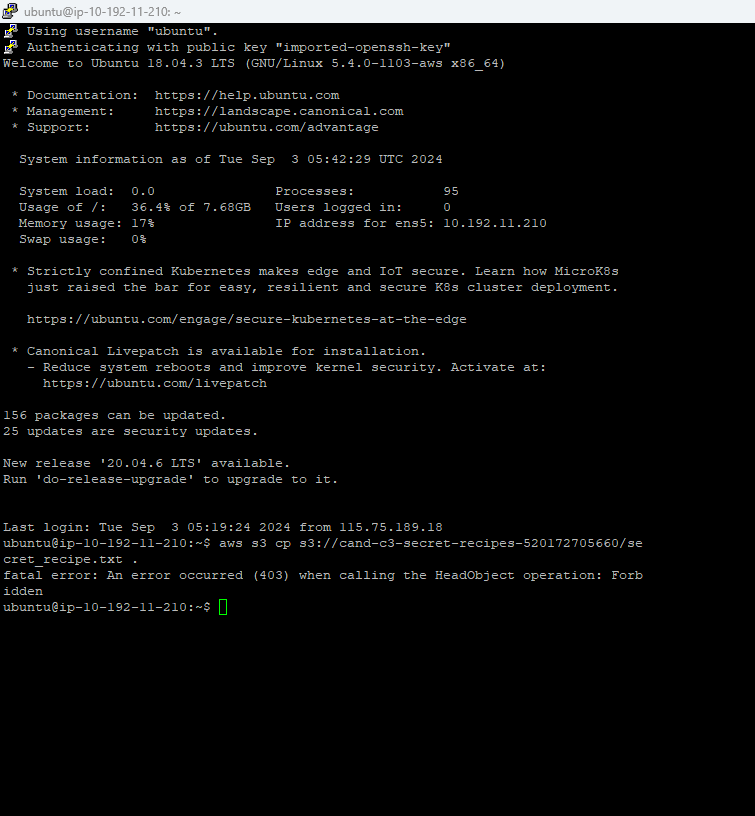 ubuntu@ip-10-192-11-210: ~
Using username "ubuntu".
Authenticating with public key "imported-openssh-key"
Welcome to Ubuntu 18.04.3 LTS (GNU/Linux 5.4.0-1103-aws x86_64)
* Documentation:  https://help.ubuntu.com
* Management:     https://landscape.canonical.com
* Support:        https://ubuntu.com/advantage
System information as of Tue Sep  3 05:42:29 UTC 2024
System load:  0.0               Processes:           95
Usage of /:   36.4% of 7.68GB   Users logged in:     0
Memory usage: 17%               IP address for ens5: 10.192.11.210
Swap usage:   0%
* Strictly confined Kubernetes makes edge and IoT secure. Learn how MicroK8s
just raised the bar for easy, resilient and secure K8s cluster deployment.
https://ubuntu.com/engage/secure-kubernetes-at-the-edge
* Canonical Livepatch is available for installation.
- Reduce system reboots and improve kernel security. Activate at:
https://ubuntu.com/livepatch
156 packages can be updated.
25 updates are security updates.
New release '20.04.6 LTS' available.
Run 'do-release-upgrade' to upgrade to it.
Last login: Tue Sep  3 05:19:24 2024 from 115.75.189.18
ubuntu@ip-10-192-11-210:~$ aws s3 cp s3://cand-c3-secret-recipes-520172705660/se
cret_recipe.txt .
fatal error: An error occurred (403) when calling the HeadObject operation: Forb
idden
ubuntu@ip-10-192-11-210:~$